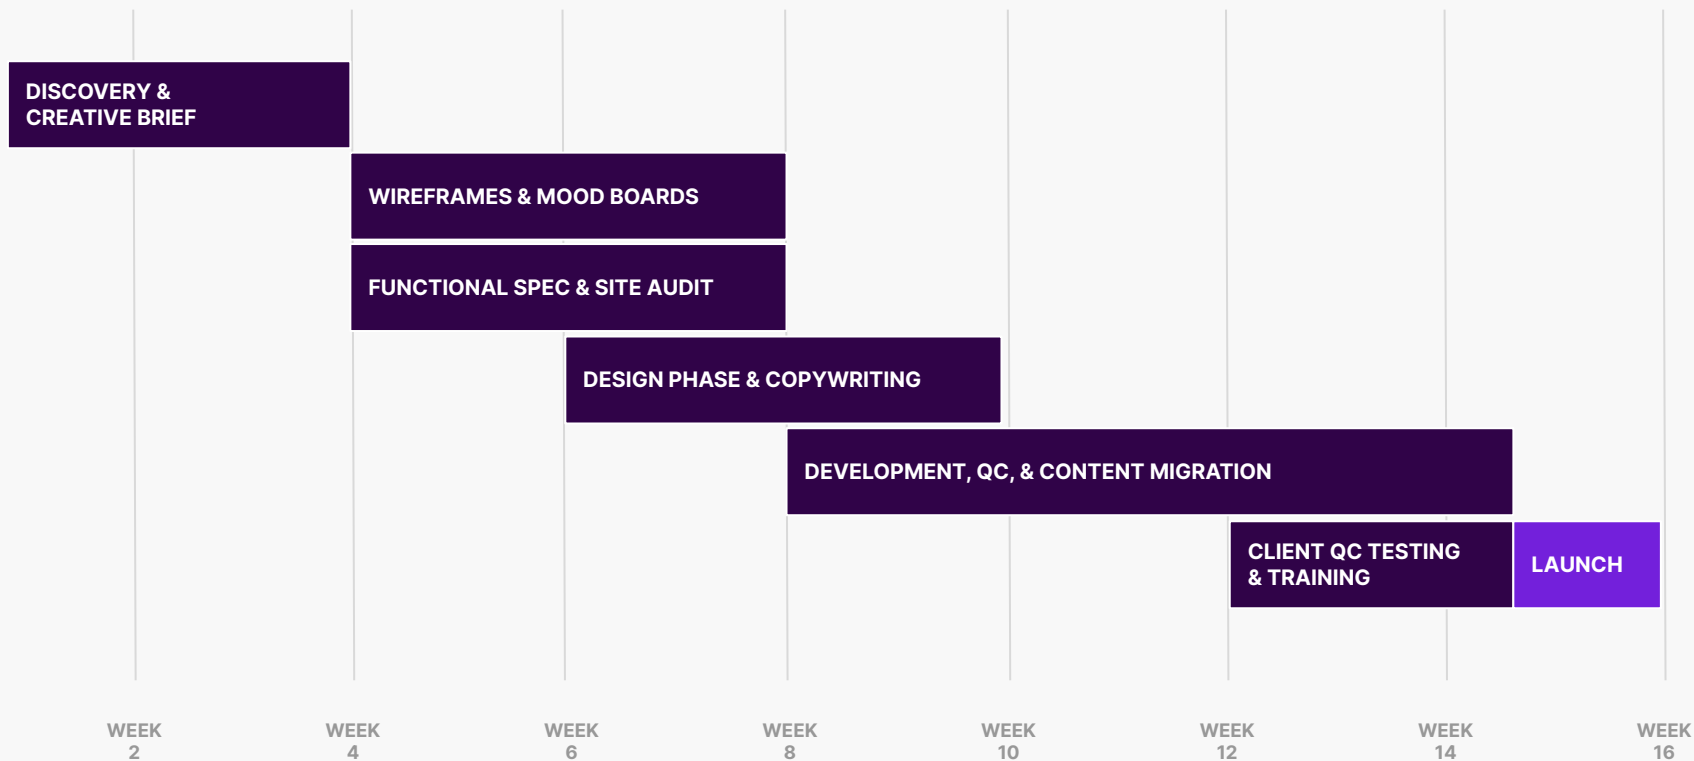 DISCOVERY &
CREATIVE BRIEF
WIREFRAMES & MOOD BOARDS
FUNCTIONAL SPEC & SITE AUDIT
DESIGN PHASE & COPYWRITING
DEVELOPMENT, QC, & CONTENT MIGRATION
CLIENT QC TESTING
& TRAINING
LAUNCH
WEEK
2
WEEK
4
WEEK
6
WEEK
8
WEEK
10
WEEK
12
WEEK
14
WEEK
16